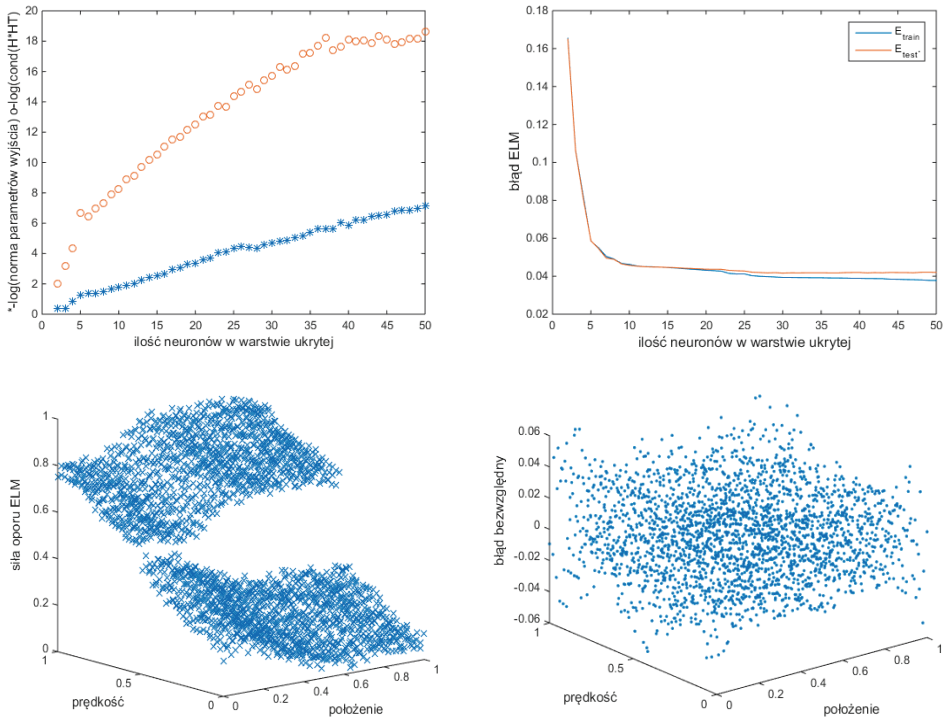 *-log(norma parametrów wyjścia) o-log(cond(H*HT)
20
18
16
14
12
10
8
6
4
2
0
0 5 10 15 20 25 30 35 40 45 50
ilość neuronów w warstwie ukrytej
błąd ELM
0.18
0.16
0.14
0.12
0.1
0.08
0.06
0.04
0.02
0 5 10 15 20 25 30 35 40 45 50
ilość neuronów w warstwie ukrytej
E train
E test·
siła oporu ELM
1
0.8
0.6
0.4
0.2
0
1
0.5
0
prędkość
0 0.2 0.4 0.6 0.8 1
położenie
błąd bezwzględny
0.06
0.04
0.02
0
-0.02
-0.04
-0.06
1
0.5
0
prędkość
0 0.2 0.4 0.6 0.8 1
położenie